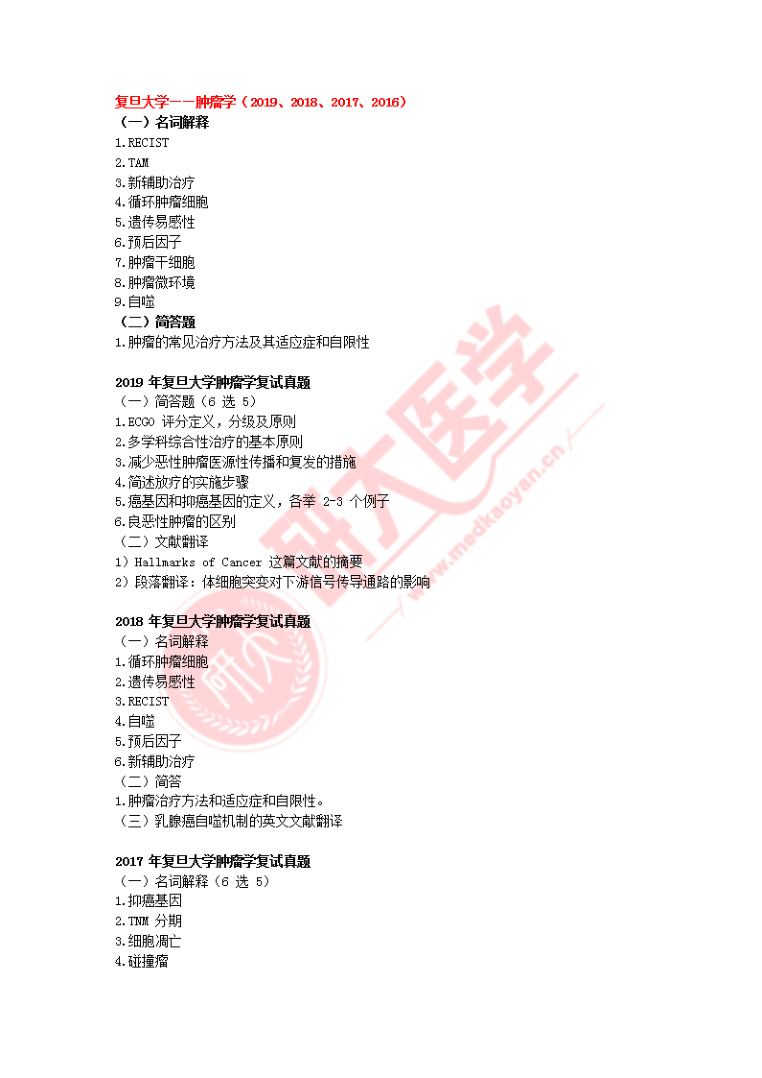 复旦大学——肿瘤学（2019、2018、2017、2016）
（一）名词解释
1.RECIST
2.TAM
3.新辅助治疗
4.循环肿瘤细胞
5.遗传易感性
6.预后因子
7.肿瘤干细胞
8.肿瘤微环境
9.自噬
（二）简答题
1.肿瘤的常见治疗方法及其适应症和自限性
2019 年复旦大学肿瘤学复试真题
（一）简答题（6 选 5）
1.ECGO 评分定义，分级及原则
2.多学科综合性治疗的基本原则
3.减少恶性肿瘤医源性传播和复发的措施
4.简述放疗的实施步骤
5.癌基因和抑癌基因的定义，各举 2-3 个例子
6.良恶性肿瘤的区别
（二）文献翻译
1）Hallmarks of Cancer 这篇文献的摘要
2）段落翻译：体细胞突变对下游信号传导通路的影响
2018 年复旦大学肿瘤学复试真题
（一）名词解释
1.循环肿瘤细胞
2.遗传易感性
3.RECIST
4.自噬
5.预后因子
6.新辅助治疗
（二）简答
1.肿瘤治疗方法和适应症和自限性。
（三）乳腺癌自噬机制的英文文献翻译
2017 年复旦大学肿瘤学复试真题
（一）名词解释（6 选 5）
1.抑癌基因
2.TNM 分期
3.细胞凋亡
4.碰撞瘤
研大医学
www.medkaoyan.cn
研大